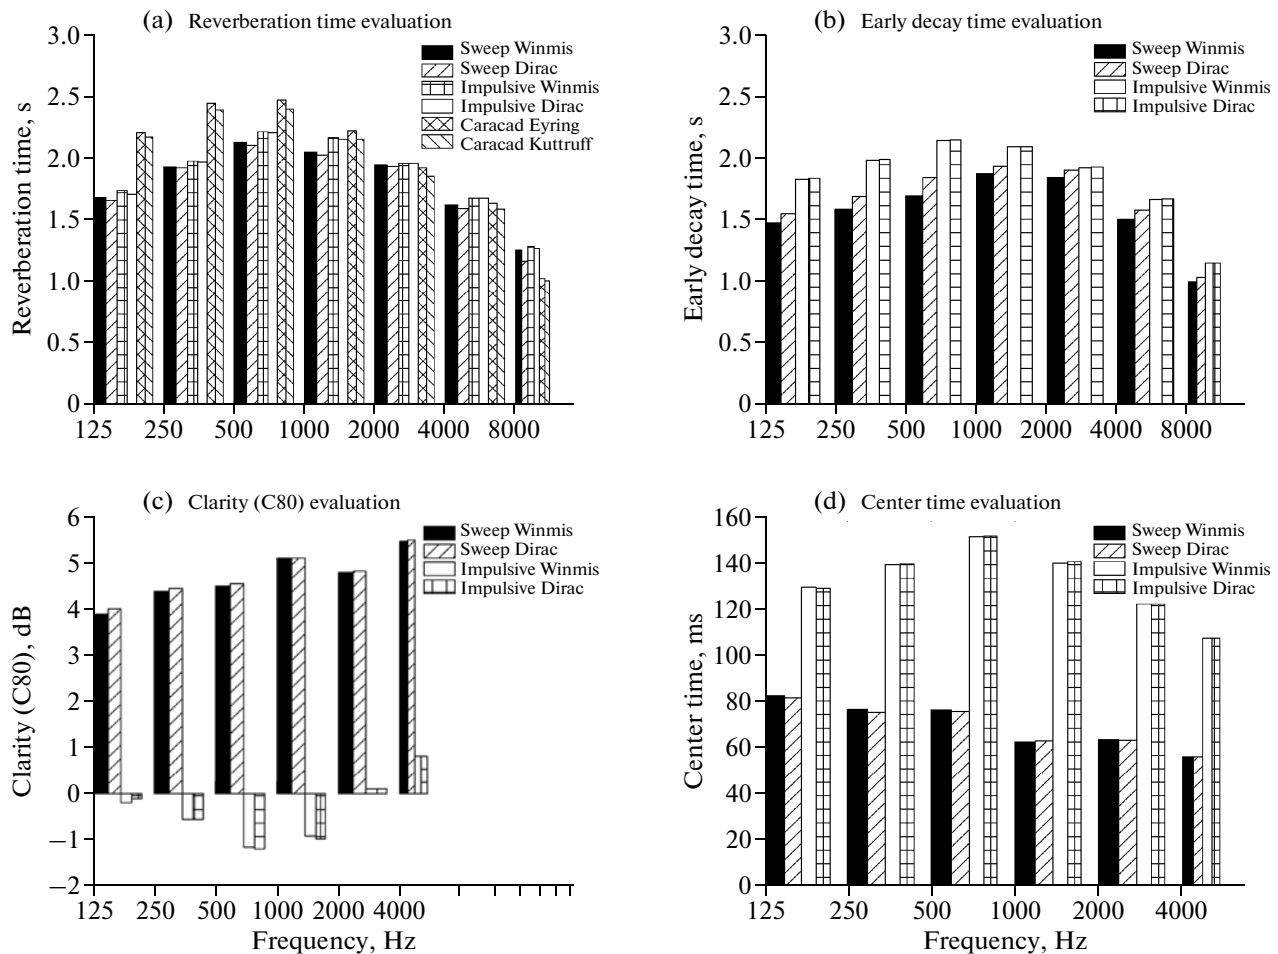 (a) Reverberation time evaluation
3.0
2.5
2.0
1.5
1.0
0.5
0
Reverberation time, s
Sweep Winmis
Sweep Dirac
Impulsive Winmis
Impulsive Dirac
Caracad Eyring
Caracad Kuttruff
125 250 500 1000 2000 4000 8000
(b) Early decay time evaluation
3.0
2.5
2.0
1.5
1.0
0.5
0
Early decay time, s
Sweep Winmis
Sweep Dirac
Impulsive Winmis
Impulsive Dirac
125 250 500 1000 2000 4000 8000
(c) Clarity (C80) evaluation
6
5
4
3
2
1
0
−1
−2
Clarity (C80), dB
Sweep Winmis
Sweep Dirac
Impulsive Winmis
Impulsive Dirac
125 250 500 1000 2000 4000
Frequency, Hz
(d) Center time evaluation
160
140
120
100
80
60
40
20
0
Center time, ms
Sweep Winmis
Sweep Dirac
Impulsive Winmis
Impulsive Dirac
125 250 500 1000 2000 4000
Frequency, Hz